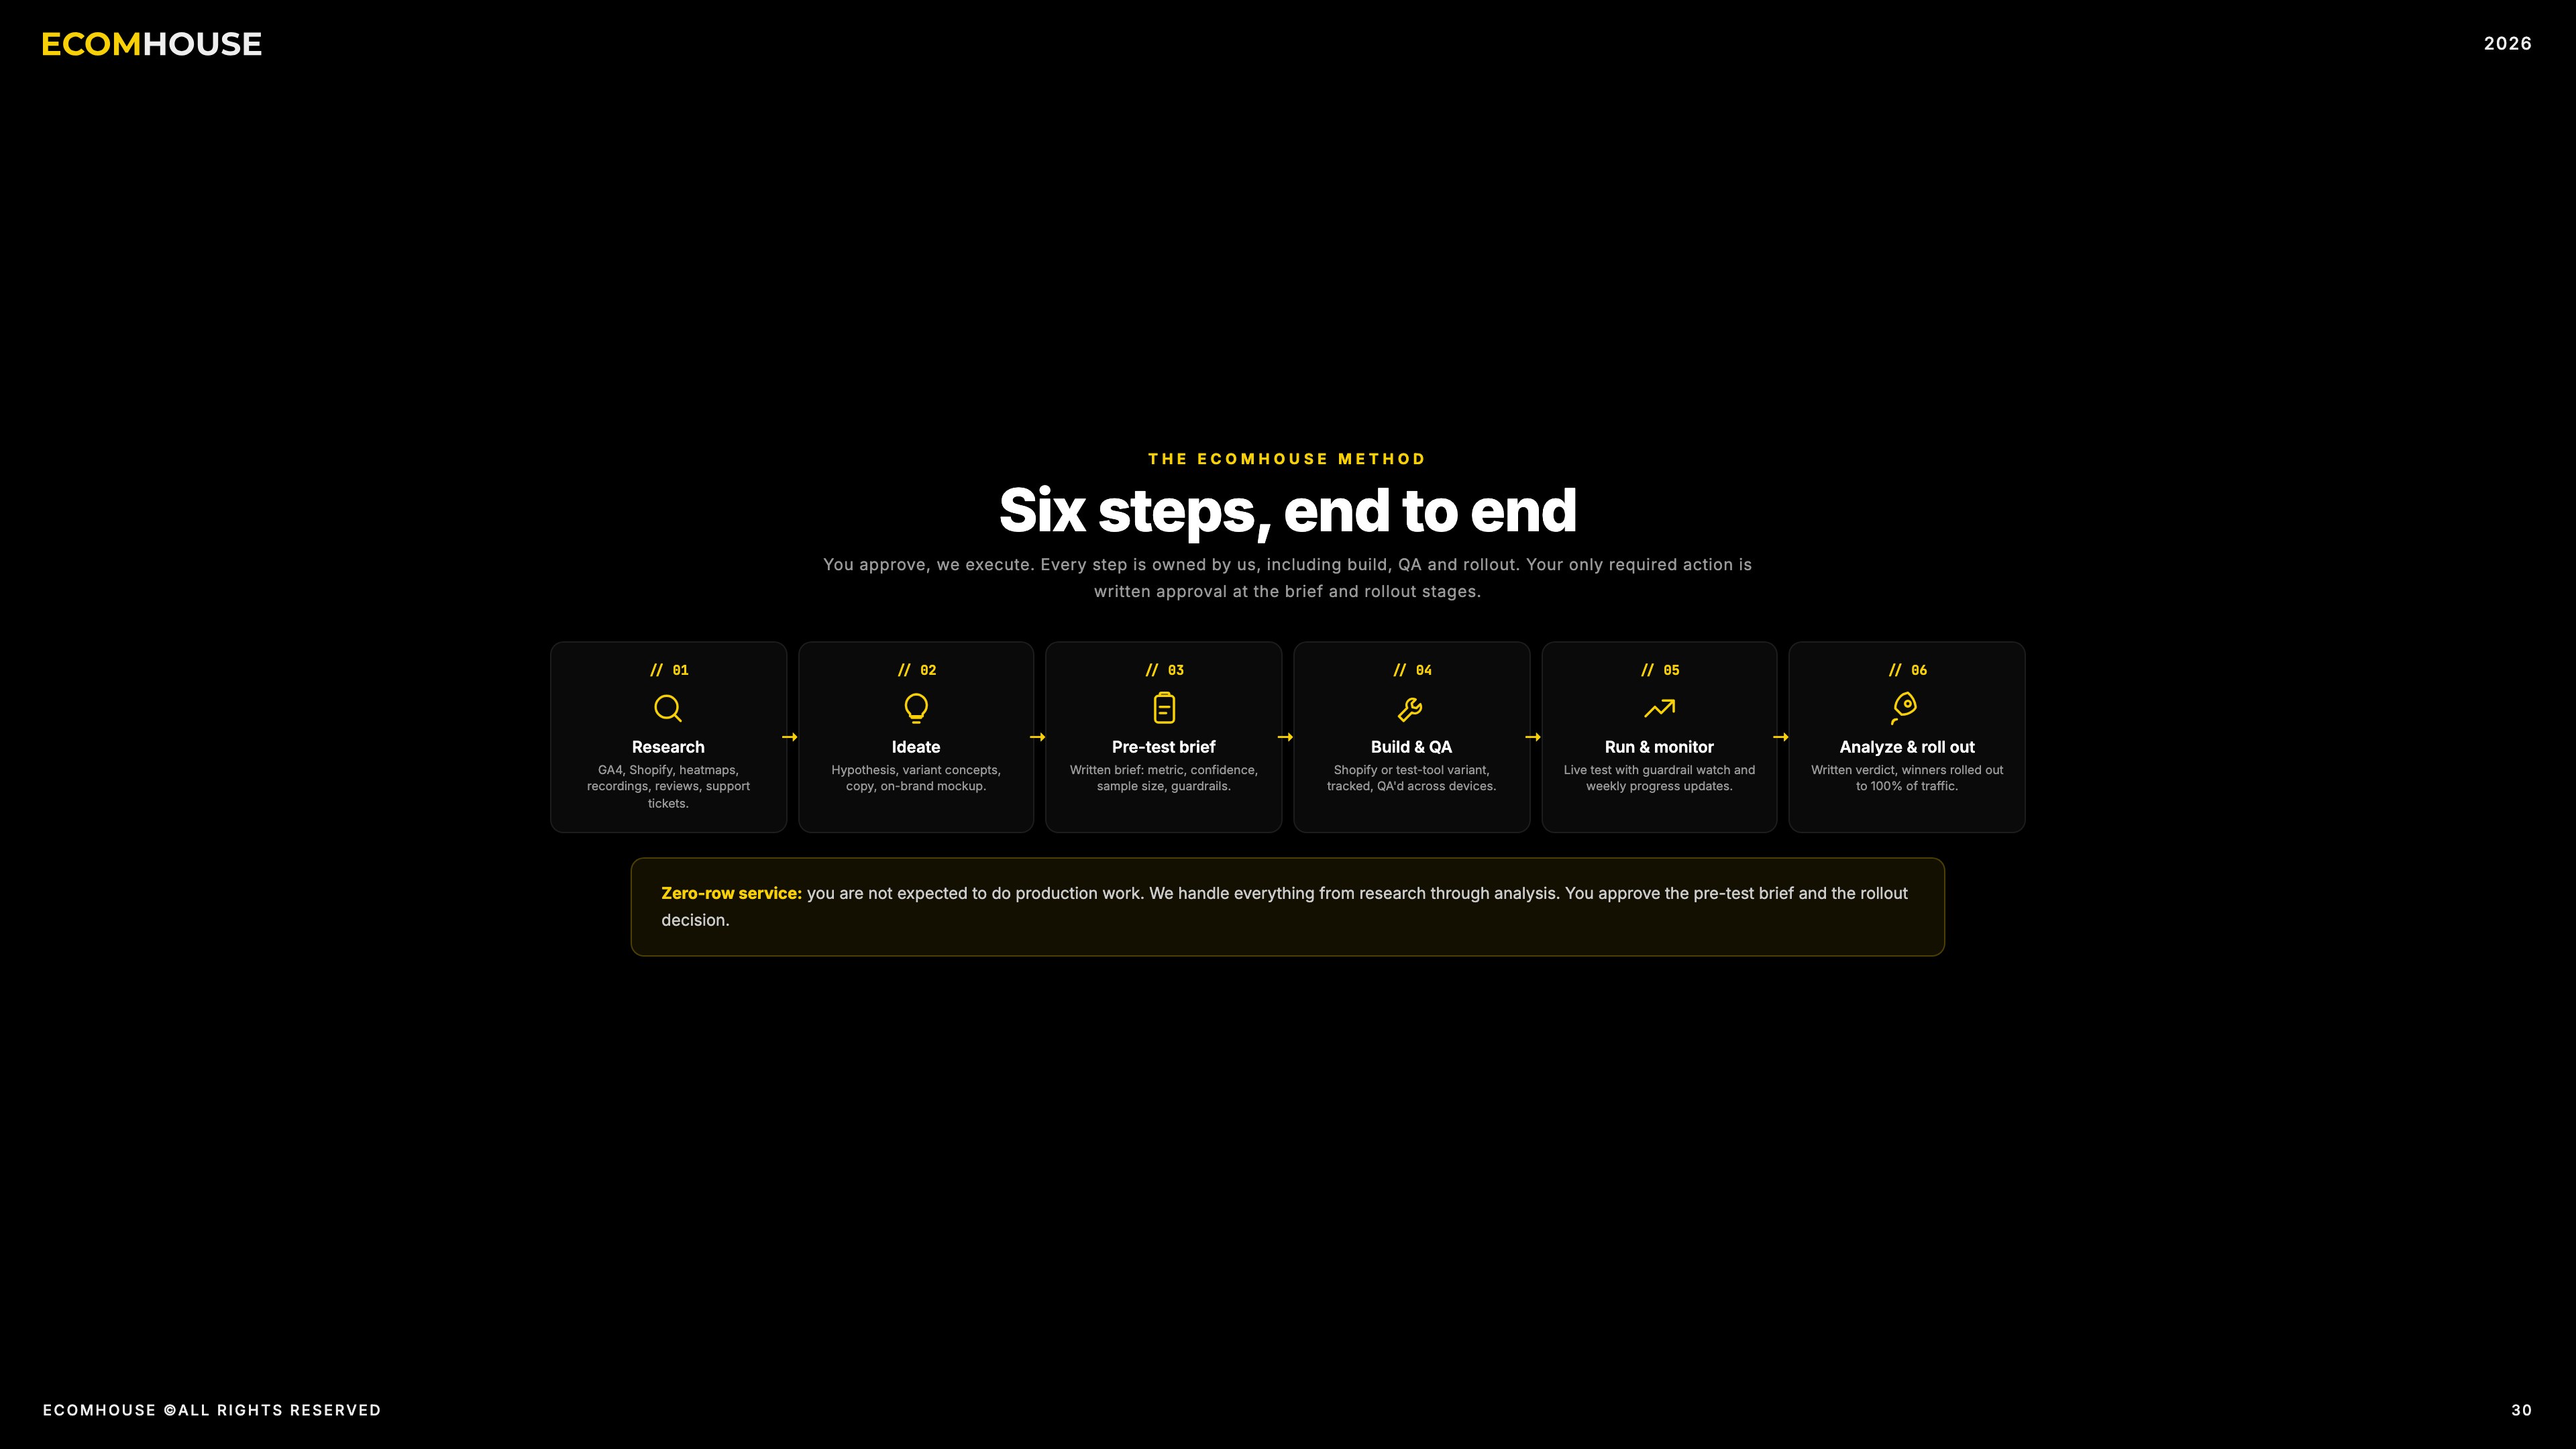 ECOMHOUSE
2026
THE ECOMHOUSE METHOD
Six steps, end to end
You approve, we execute. Every step is owned by us, including build, QA and rollout. Your only required action is
written approval at the brief and rollout stages.
// 01
Research
GA4, Shopify, heatmaps,
recordings, reviews, support
tickets.
→
// 02
Ideate
Hypothesis, variant concepts,
copy, on-brand mockup.
→
// 03
Pre-test brief
Written brief: metric, confidence,
sample size, guardrails.
→
// 04
Build & QA
Shopify or test-tool variant,
tracked, QA'd across devices.
→
// 05
Run & monitor
Live test with guardrail watch and
weekly progress updates.
→
// 06
Analyze & roll out
Written verdict, winners rolled out
to 100% of traffic.
Zero-row service: you are not expected to do production work. We handle everything from research through analysis. You approve the pre-test brief and the rollout
decision.
ECOMHOUSE ©ALL RIGHTS RESERVED
30